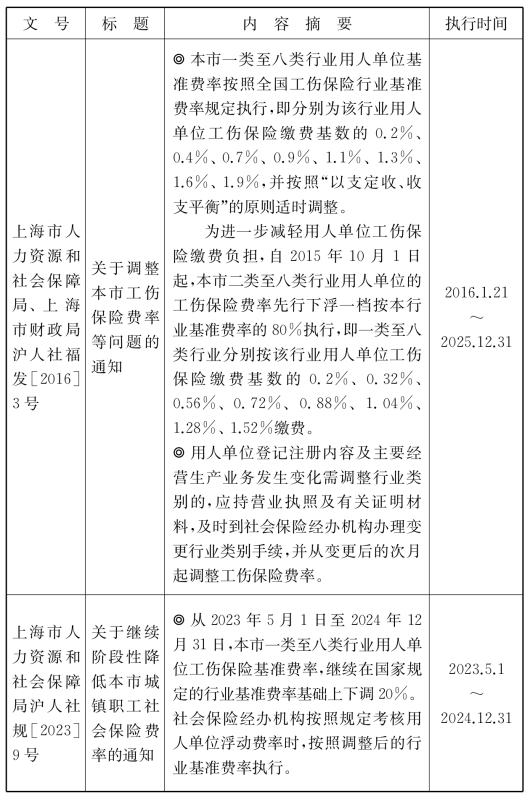 文 号
标 题
内 容 摘 要
执行时间
上海市人
力资源和
社会保障
局、上 海
市财政局
沪人社福
发［2016］
3 号
关于调整
本市工伤
保险费率
等问题的
通知
◎ 本市一类至八类行业用人单位基
准费率按照全国工伤保险行业基准
费率规定执行,即分别为该行业用人
单位工伤保险缴费基数的 0.2%、
0.4%、0.7%、0.9%、1.1%、1.3%、
1.6%、1.9%,并按照“以支定收、收
支平衡”的原则适时调整。
为进一步减轻用人单位工伤保
险缴费负担,自 2015 年 10 月 1 日
起,本市二类至八类行业用人单位的
工伤保险费率先行下浮一档按本行
业基准费率的 80%执行,即一类至八
类行业分别按该行业用人单位工伤
保险缴费基数的 0.2%、0.32%、
0.56%、0.72%、0.88%、1.04%、
1.28%、1.52%缴费。
◎ 用人单位登记注册内容及主要经
营生产业务发生变化需调整行业类
别的,应持营业执照及有关证明材
料,及时到社会保险经办机构办理变
更行业类别手续,并从变更后的次月
起调整工伤保险费率。
2016.1.21
～
2025.12.31
上海市人
力资源和
社会保障
局沪人社
规［2023］
9 号
关于继续
阶段性降
低本市城
镇职工社
会保险费
率的通知
◎ 从 2023 年 5 月 1 日至 2024 年 12
月 31 日,本市一类至八类行业用人单
位工伤保险基准费率,继续在国家规
定的行业基准费率基础上下调 20%。
社会保险经办机构按照规定考核用
人单位浮动费率时,按照调整后的行
业基准费率执行。
2023.5.1
～
2024.12.31